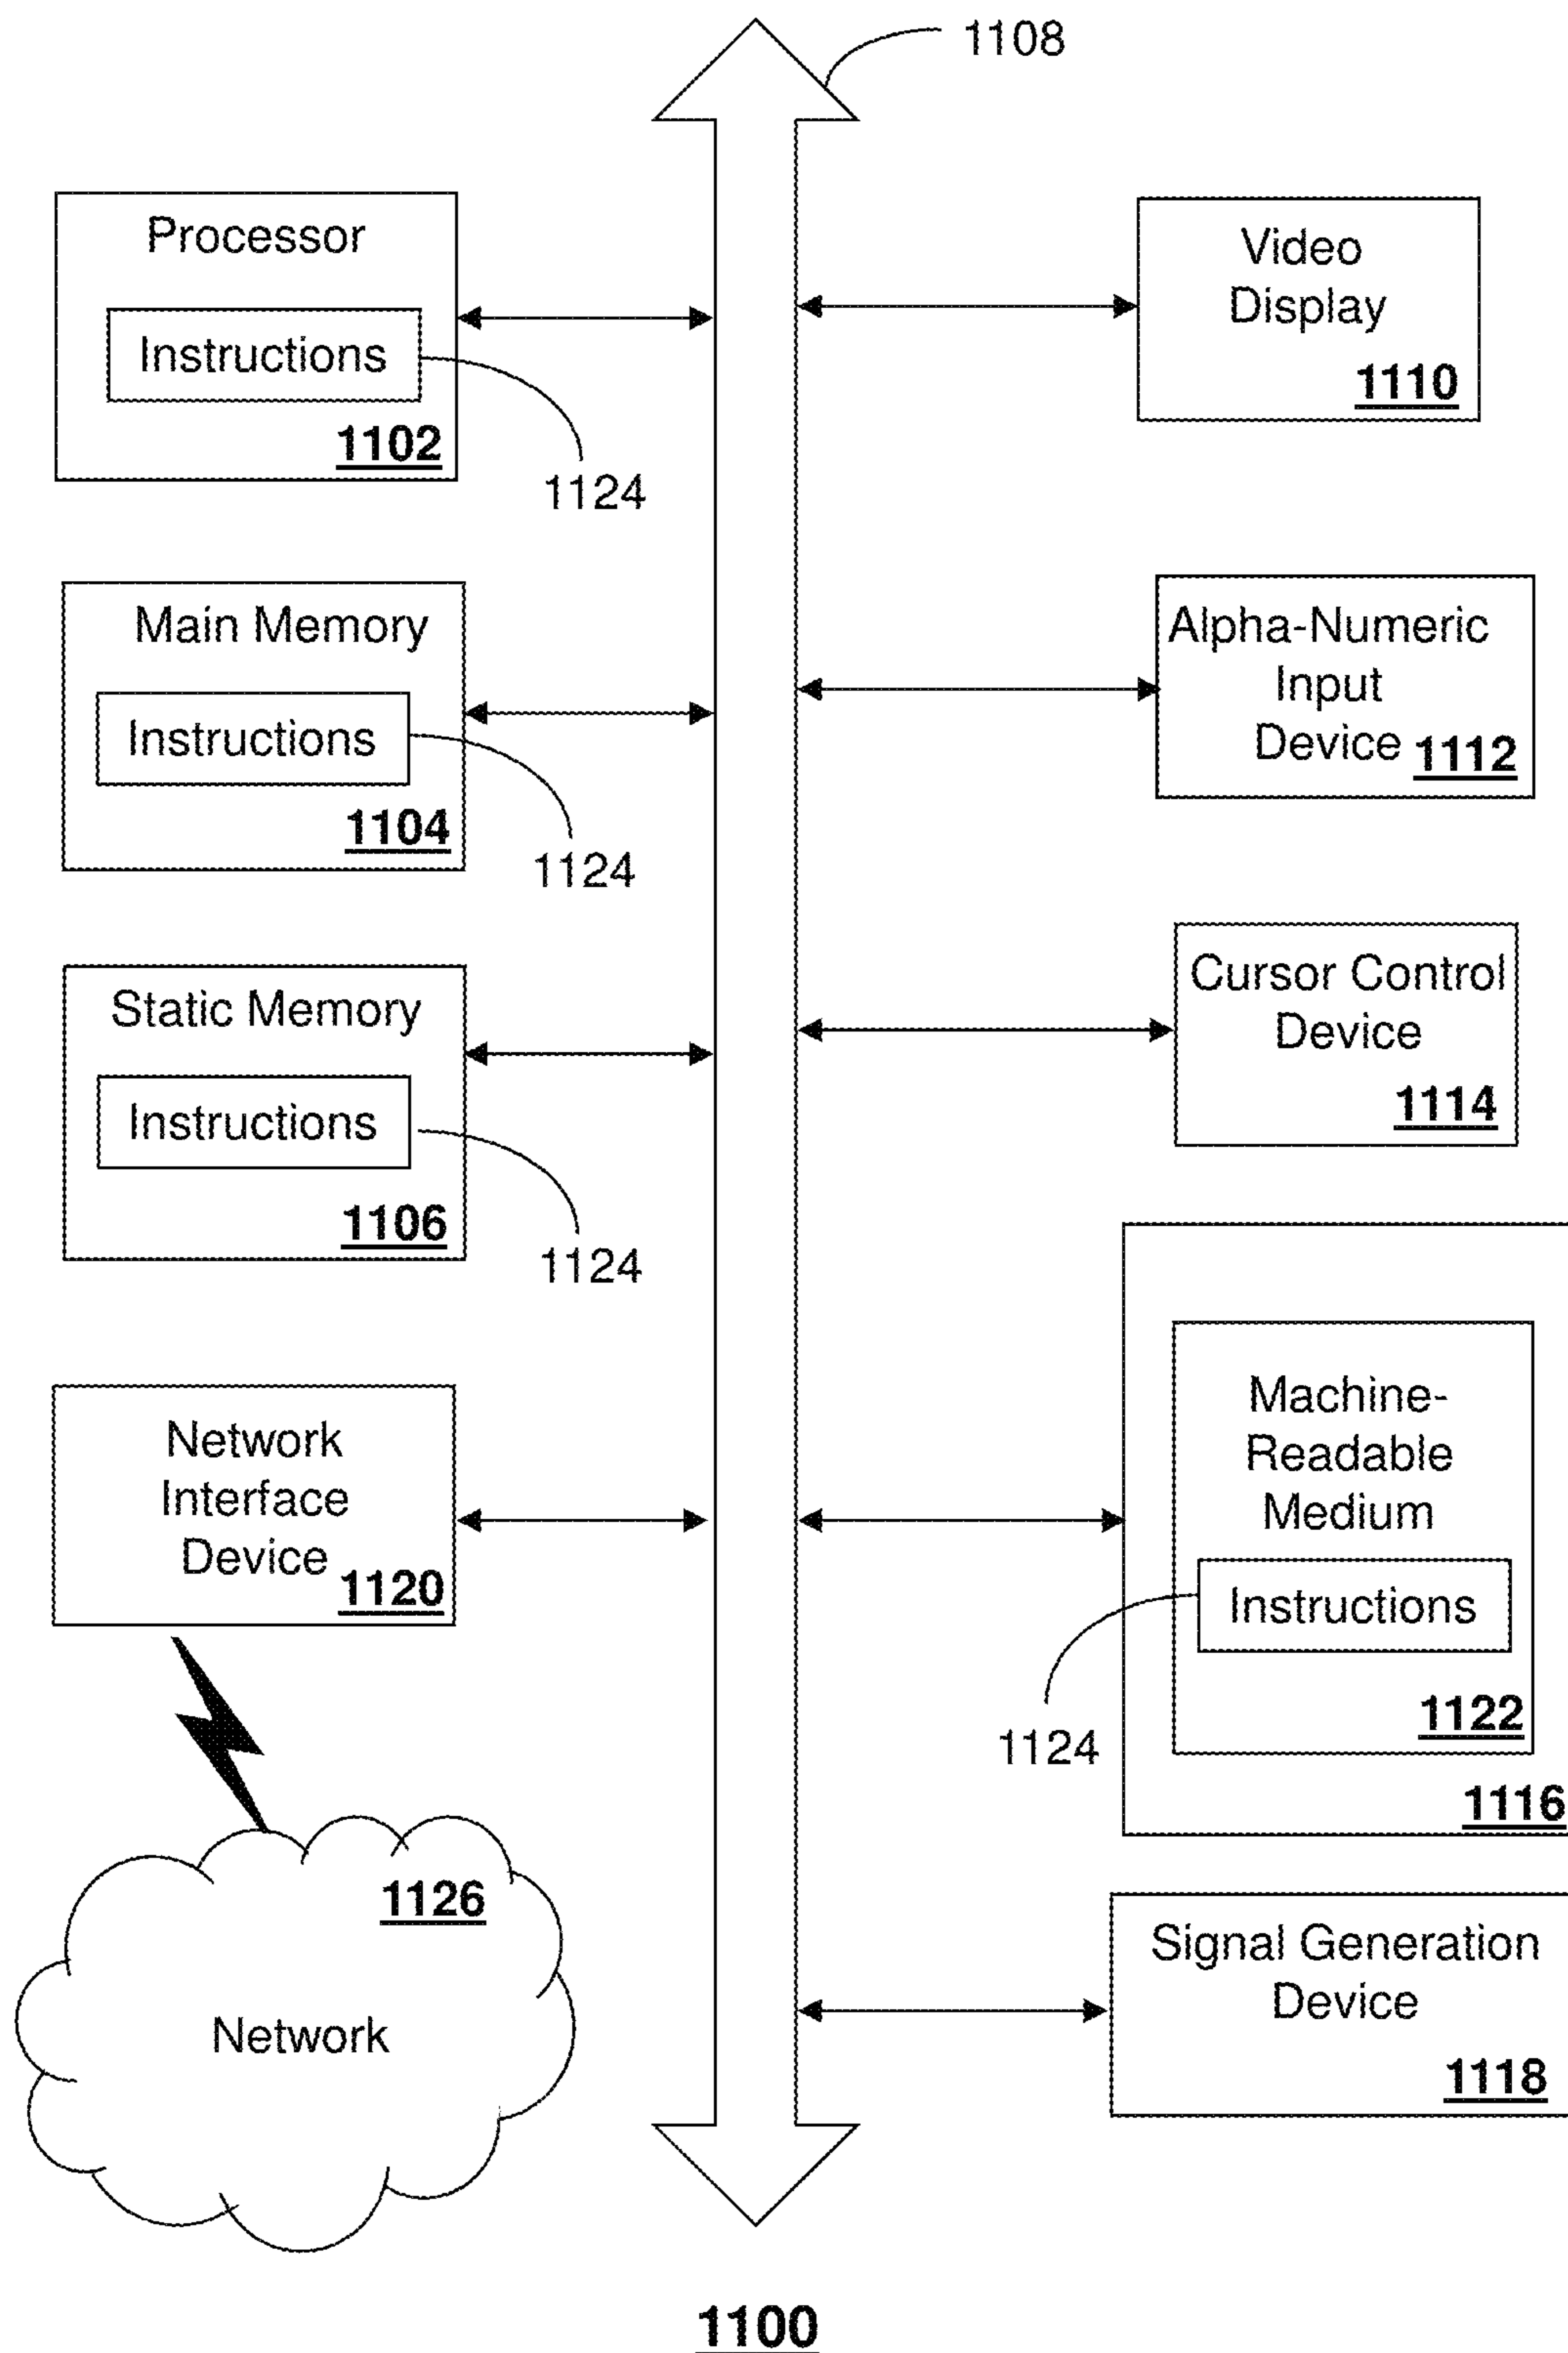 1108
Processor
Instructions
1102
1124
Video
Display
1110
Main Memory
Instructions
1104
1124
Alpha-Numeric
Input
Device 1112
Static Memory
Instructions
1106
1124
Cursor Control
Device
1114
Network
Interface
Device 1120
Machine-
Readable
Medium
Instructions
1122
1124
1116
1126
Network
Signal Generation
Device
1118
1100